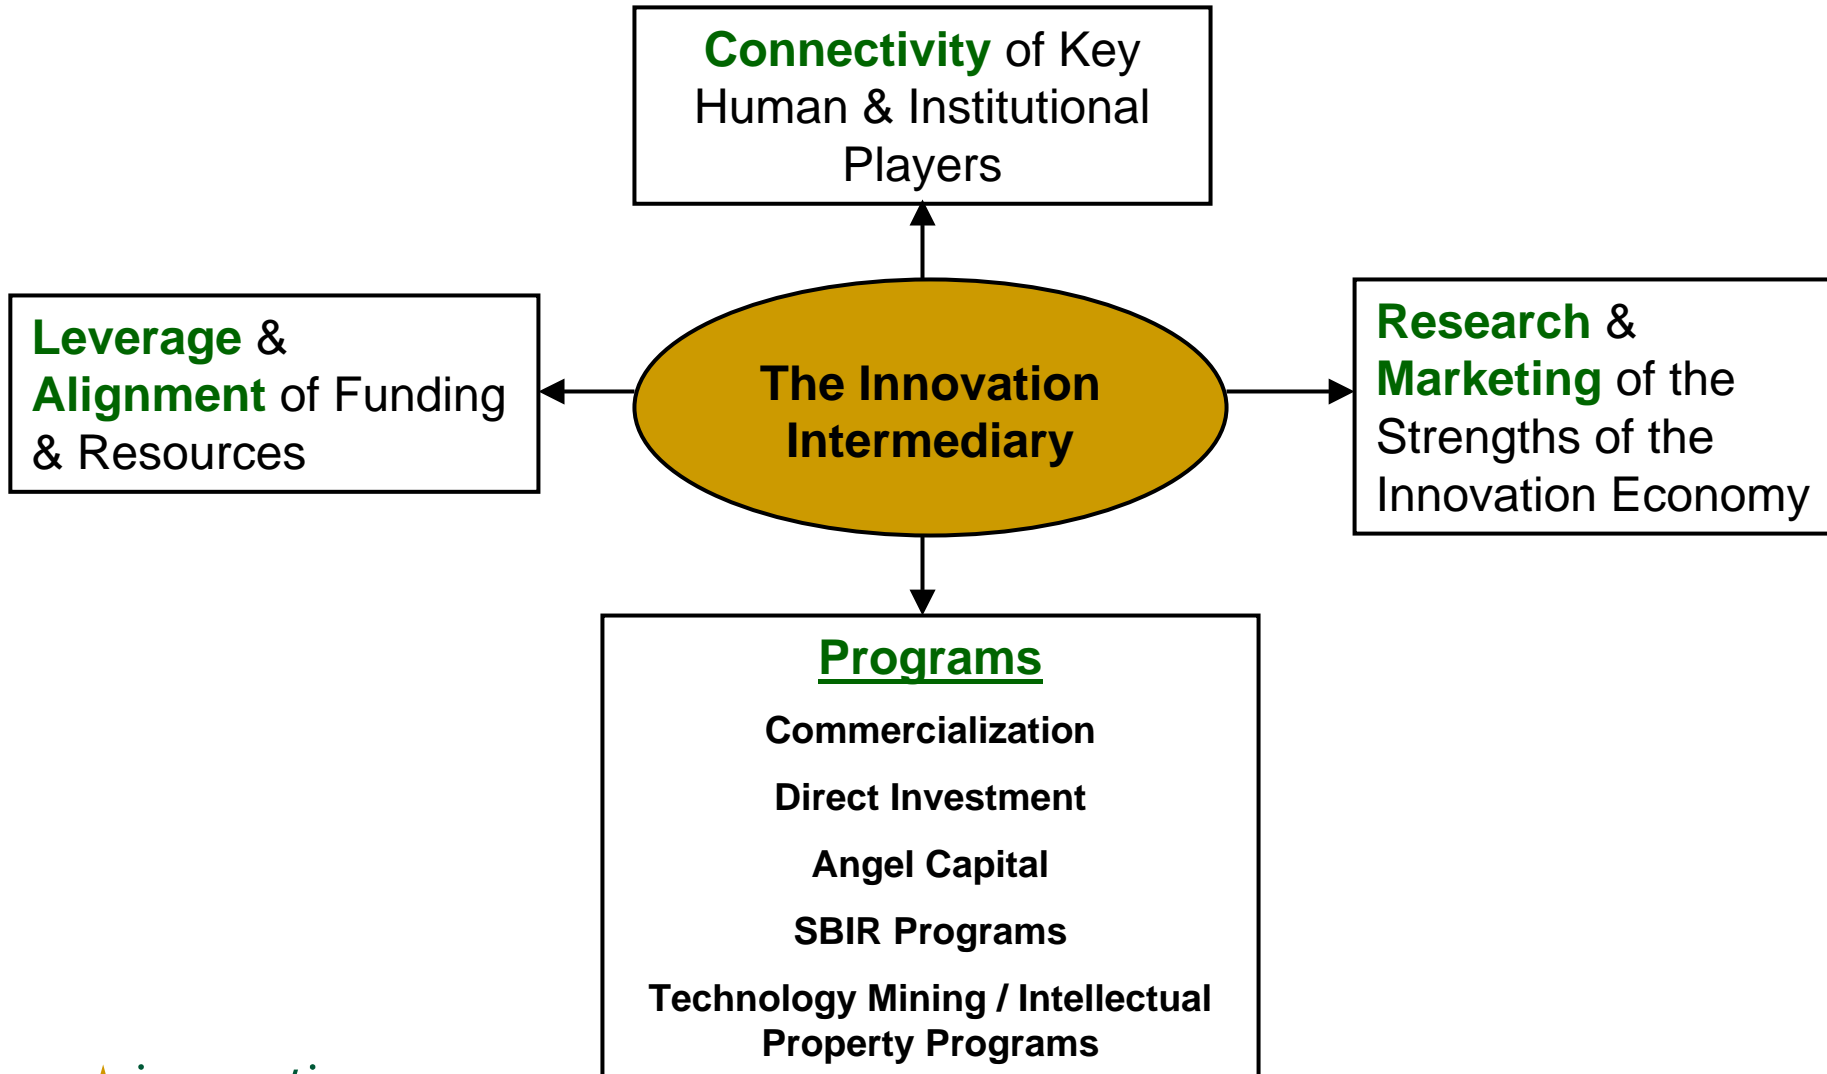 Connectivity of Key
Human & Institutional
Players
Leverage &
Alignment of Funding
& Resources
The Innovation
Intermediary
Research &
Marketing of the
Strengths of the
Innovation Economy
Programs
Commercialization
Direct Investment
Angel Capital
SBIR Programs
Technology Mining / Intellectual
Property Programs